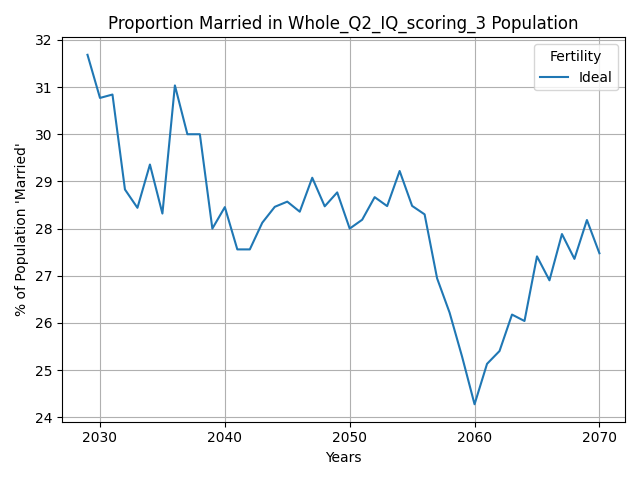 Proportion Married in Whole_Q2_IQ_scoring_3 Population
Fertility
Ideal
% of Population 'Married'
32
31
30
29
28
27
26
25
24
2030
2040
2050
2060
2070
Years